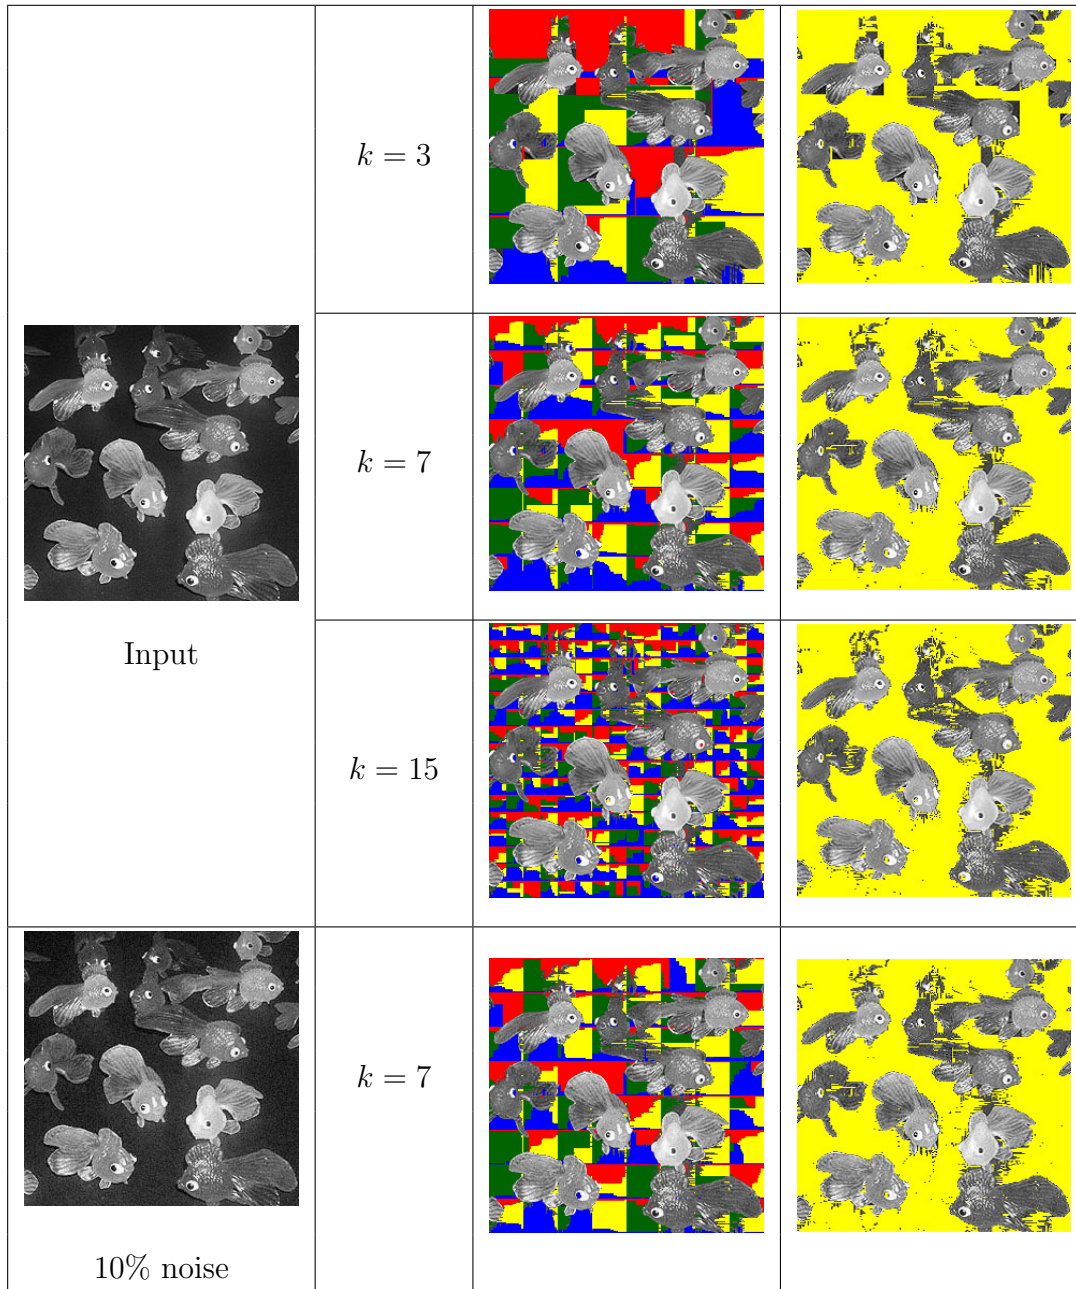 k = 3
k = 7
Input
k = 15
k = 7
10% noise